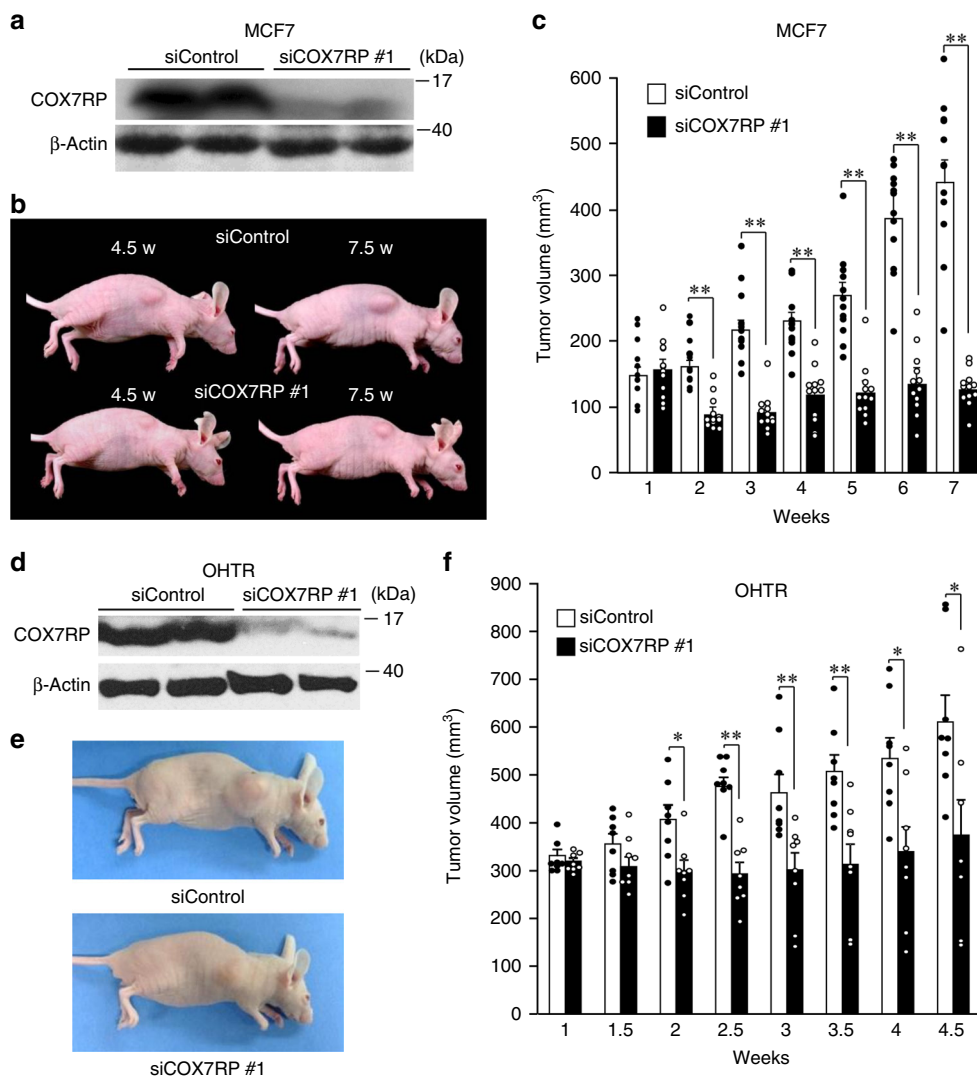 a
MCF7
siControl siCOX7RP #1 (kDa)
17
COX7RP
40
β-Actin
b
siControl
4.5 w 7.5 w
siCOX7RP #1
4.5 w 7.5 w
c
MCF7
siControl
siCOX7RP #1
Tumor volume (mm³)
600
500
400
300
200
100
0
** ** ** ** ** **
1 2 3 4 5 6 7
Weeks
d
OHTR
siControl siCOX7RP #1 (kDa)
17
COX7RP
40
β-Actin
e
siControl
siCOX7RP #1
f
OHTR
siControl
siCOX7RP #1
Tumor volume (mm³)
900
800
700
600
500
400
300
200
100
0
* ** ** ** * *
1 1.5 2 2.5 3 3.5 4 4.5
Weeks